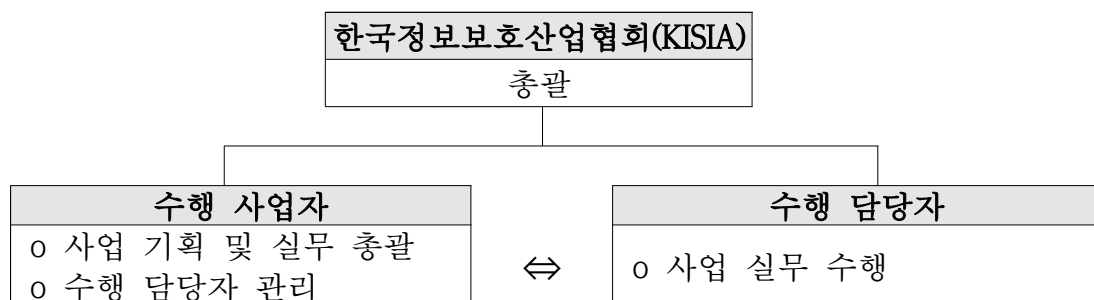 한국정보보호산업협회(KISIA)
총괄
수행 사업자
o 사업 기획 및 실무 총괄
o 수행 담당자 관리
⇔
수행 담당자
o 사업 실무 수행